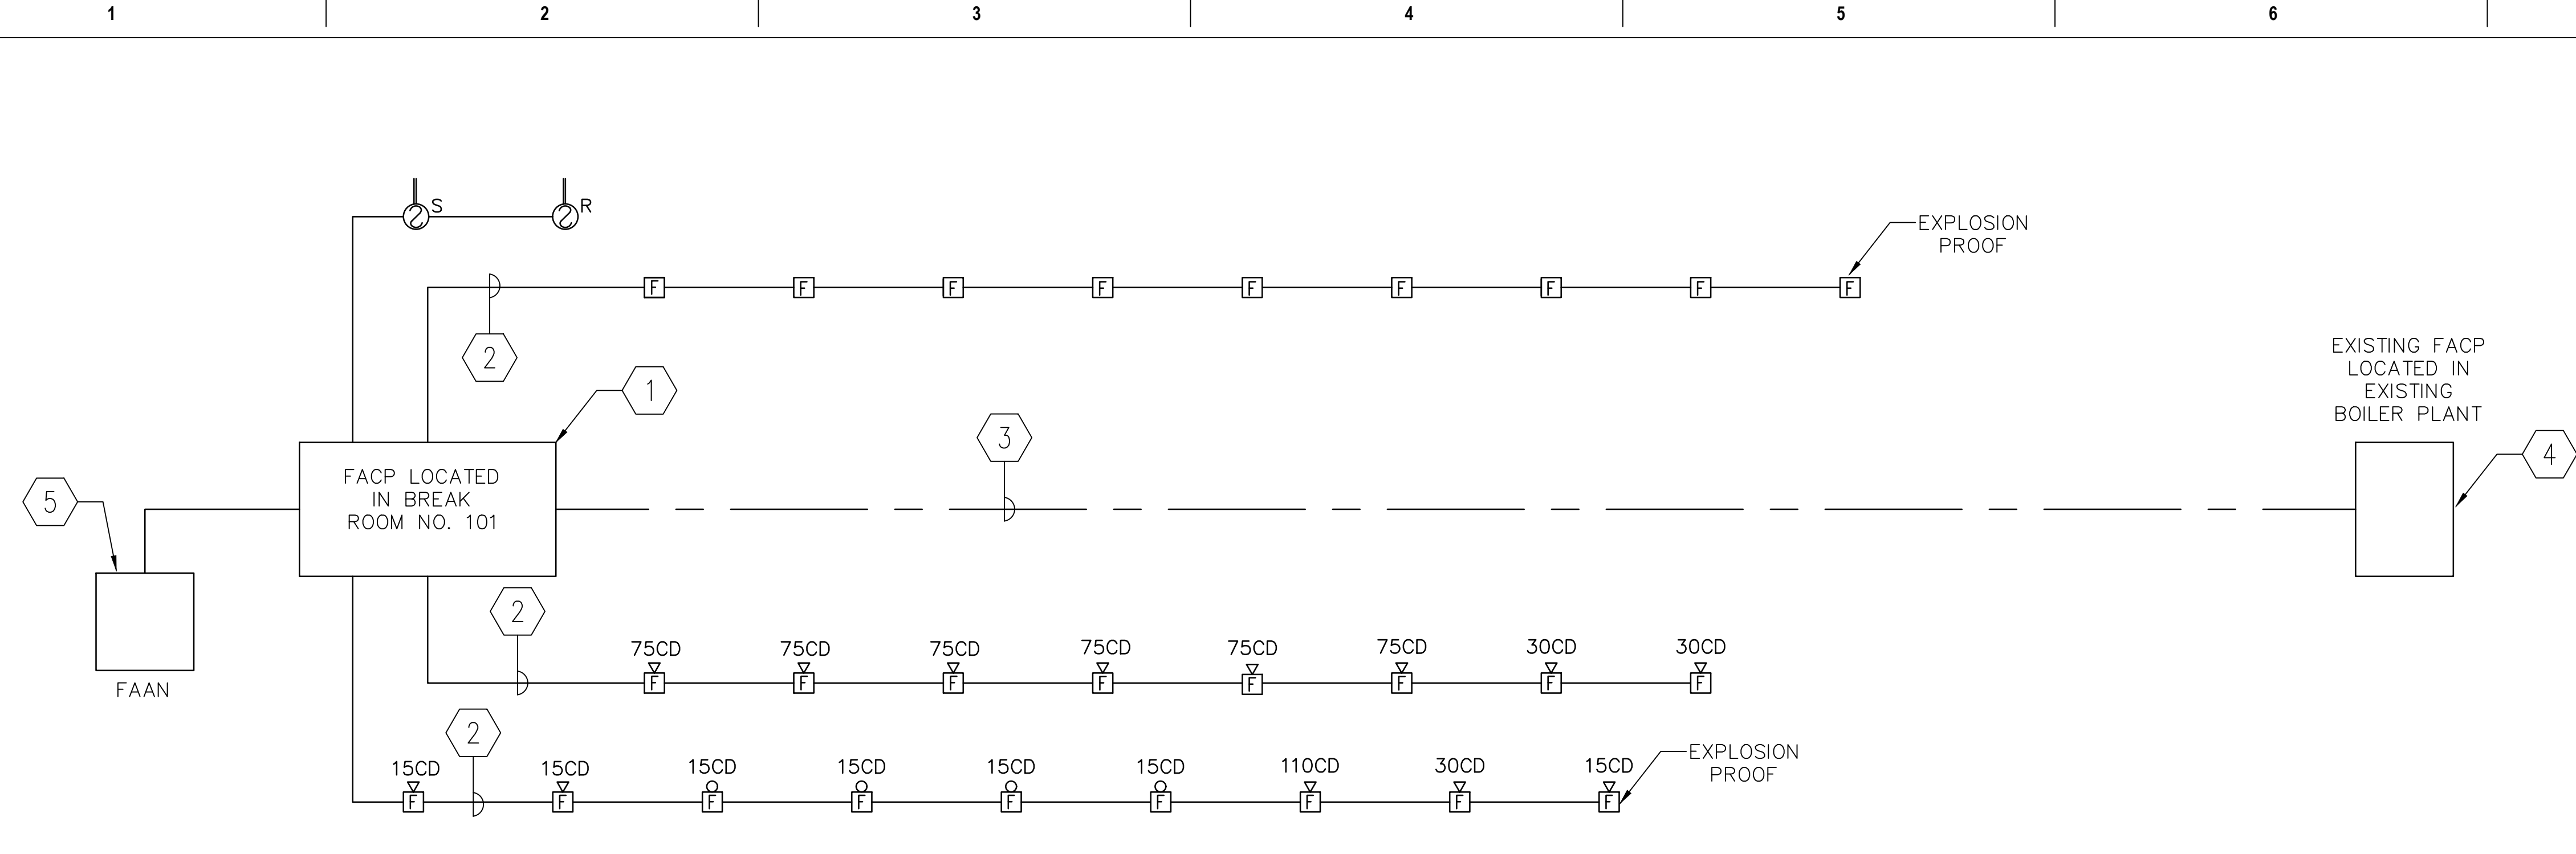 1 2 3 4 5 6
S R
EXPLOSION
PROOF
F F F F F F F F F
2
EXISTING FACP
LOCATED IN
EXISTING
BOILER PLANT
1
3
4
FACP LOCATED
IN BREAK
ROOM NO. 101
5
2
75CD 75CD 75CD 75CD 75CD 75CD 30CD 30CD
F F F F F F F F
FAAN
2
EXPLOSION
PROOF
15CD 15CD 15CD 15CD 15CD 15CD 110CD 30CD 15CD
F F F F F F F F F